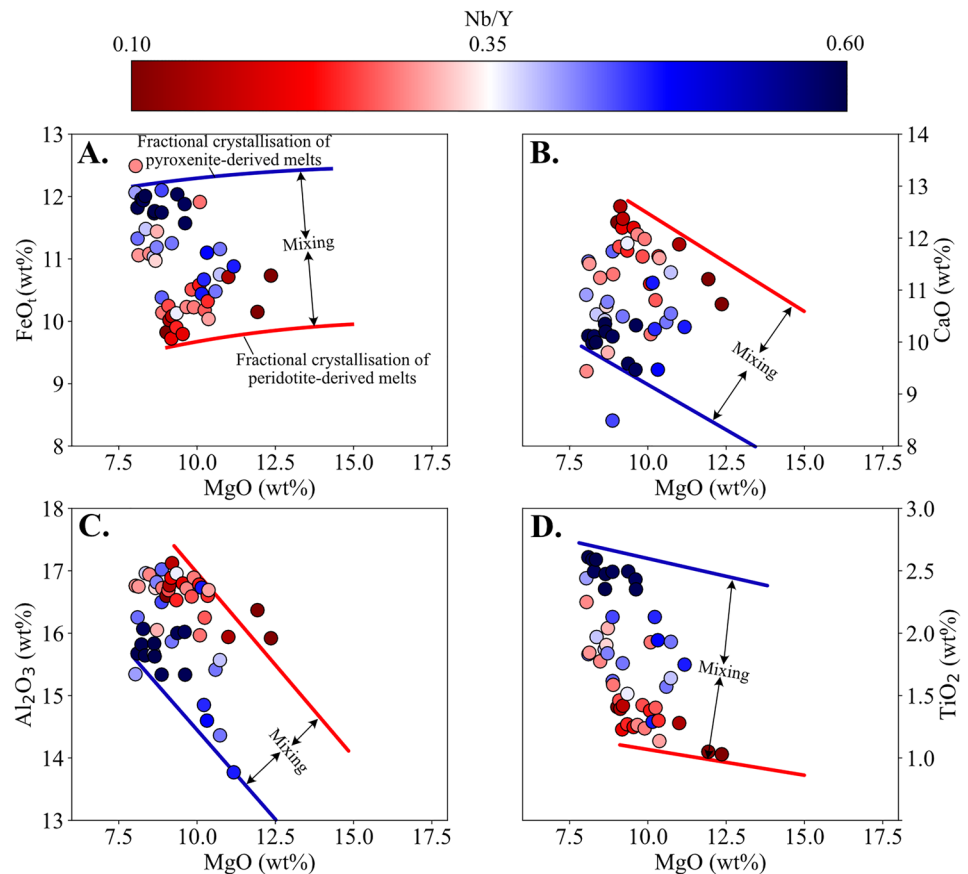 Nb/Y
0.10 0.35 0.60
A.
Fractional crystallisation of
pyroxenite-derived melts
Mixing
Fractional crystallisation of
peridotite-derived melts
13
12
11
10
9
8
FeOt(wt%)
7.5 10.0 12.5 15.0 17.5
MgO (wt%)
B.
Mixing
14
13
12
11
10
9
8
CaO (wt%)
7.5 10.0 12.5 15.0 17.5
MgO (wt%)
C.
Mixing
18
17
16
15
14
13
Al₂O₃ (wt%)
7.5 10.0 12.5 15.0 17.5
MgO (wt%)
D.
Mixing
3.0
2.5
2.0
1.5
1.0
TiO₂ (wt%)
7.5 10.0 12.5 15.0 17.5
MgO (wt%)